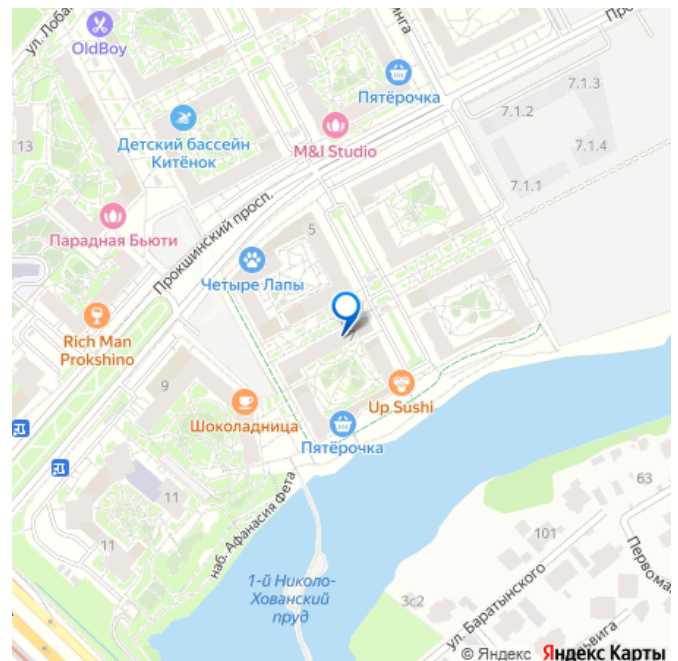 ул. Лоба
OldBoy
инга
Про
Пятёрочка
7.1.3
7.1.2
7.1.4
7.1.1
Детский бассейн
Китёнок
M&I Studio
13
Прокшинский просп.
Парадная Бьюти
5
Четыре Лапы
Rich Man
Prokshino
7
9
Шоколадница
Up Sushi
Пятёрочка
11
11
наб. Афанасия Фета
1-й Николо-
Хованский
пруд
63
101
Первома
3с2
ул. Баратынского
львига
© Яндекс Яндекс Карты